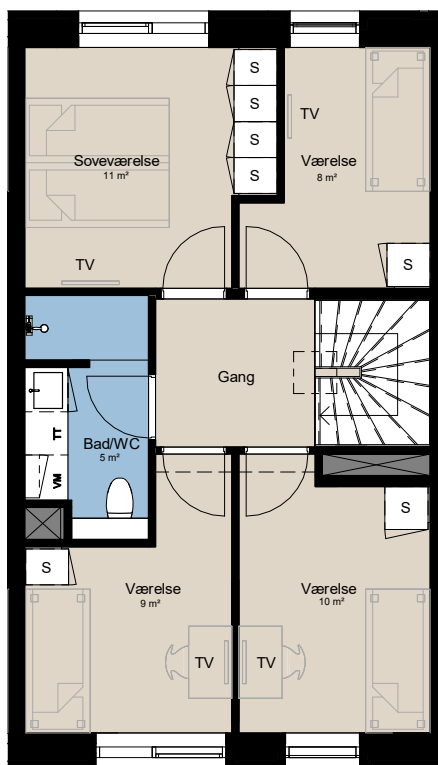 S
S
S
S
TV
Soveværelse
11 m²
Værelse
8 m²
TV
S
Gang
TT
Bad/WC
5 m²
VM
S
S
Værelse
9 m²
Værelse
10 m²
TV
TV